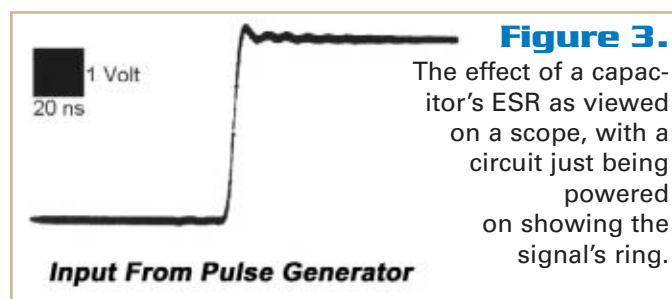 1 Volt
20 ns
Input From Pulse Generator
Figure 3.
The effect of a capac-
itor's ESR as viewed
on a scope, with a
circuit just being
powered
on showing the
signal's ring.